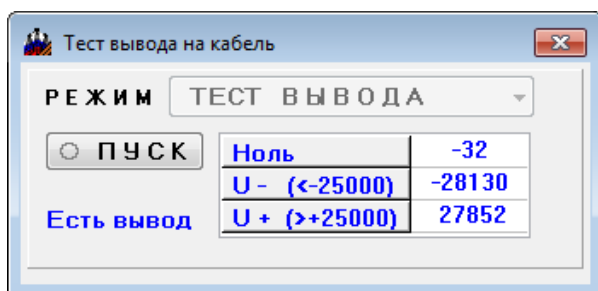 Тест вывода на кабель
РЕЖИМ ТЕСТ ВЫВОДА
ПУСК
Ноль -32
U - (<-25000) -28130
Есть вывод
U + (>+25000) 27852